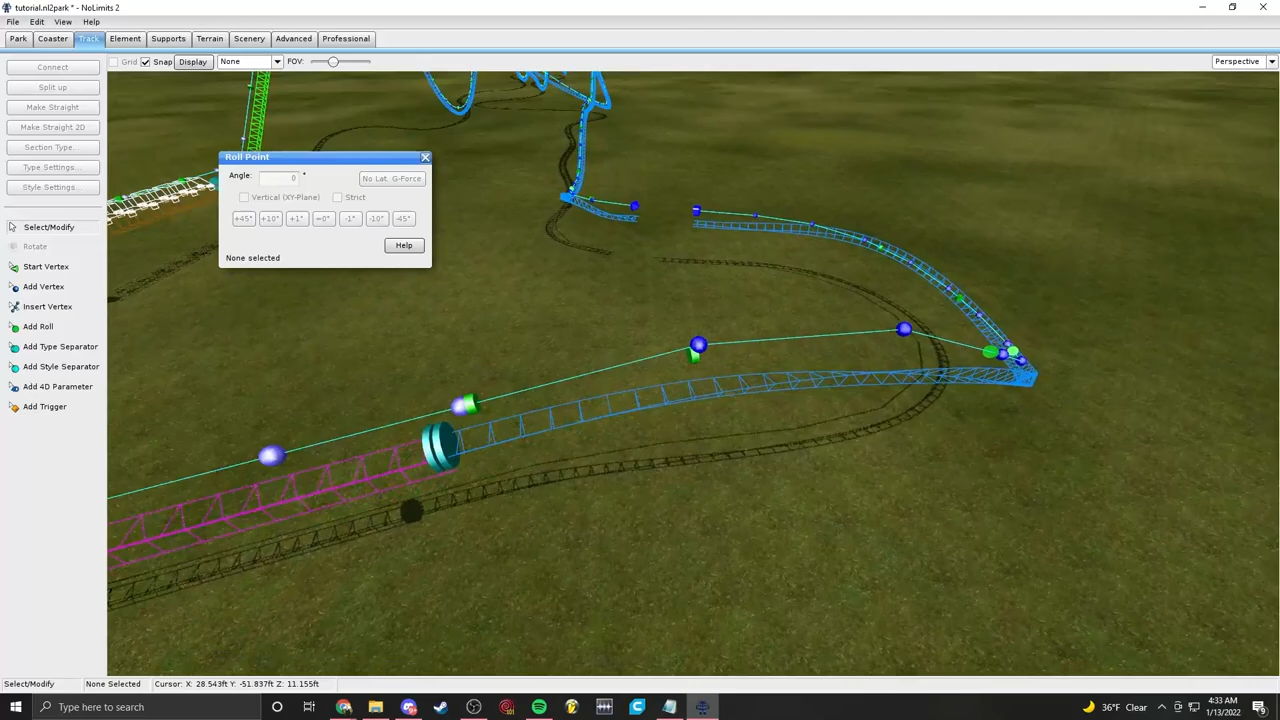 tutorial.nl2park * - NoLimits 2
File Edit View Help
Park Coaster Track Element Supports Terrain Scenery Advanced Professional
Connect
Split up
Make Straight
Make Straight 2D
Section Type..
Type Settings...
Style Settings...
Select/Modify
Rotate
Start Vertex
Add Vertex
Insert Vertex
Add Roll
Add Type Separator
Add Style Separator
Add 4D Parameter
Add Trigger
Grid Snap Display None FOV: Perspective
Roll Point
Angle: 0 ° No Lat. G-Force
Vertical (XY-Plane) Strict
+45° +10° +1° =0° -1° -10° -45°
Help
None selected
Select/Modify None Selected Cursor: X: 28.543ft Y: -51.837ft Z: 11.155ft
Type here to search
36°F Clear
4:33 AM
1/13/2022